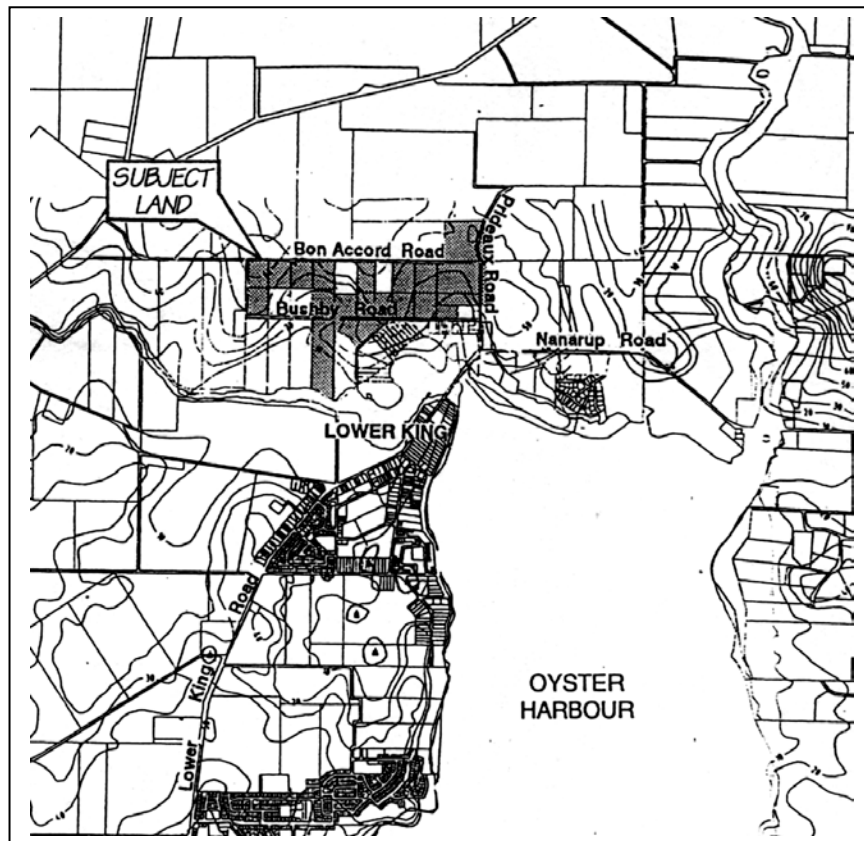 SUBJECT
LAND
Bon Accord Road
Prideaux Road
Bushby Road
Nanarup Road
LOWER KING
Lower King Road
OYSTER
HARBOUR